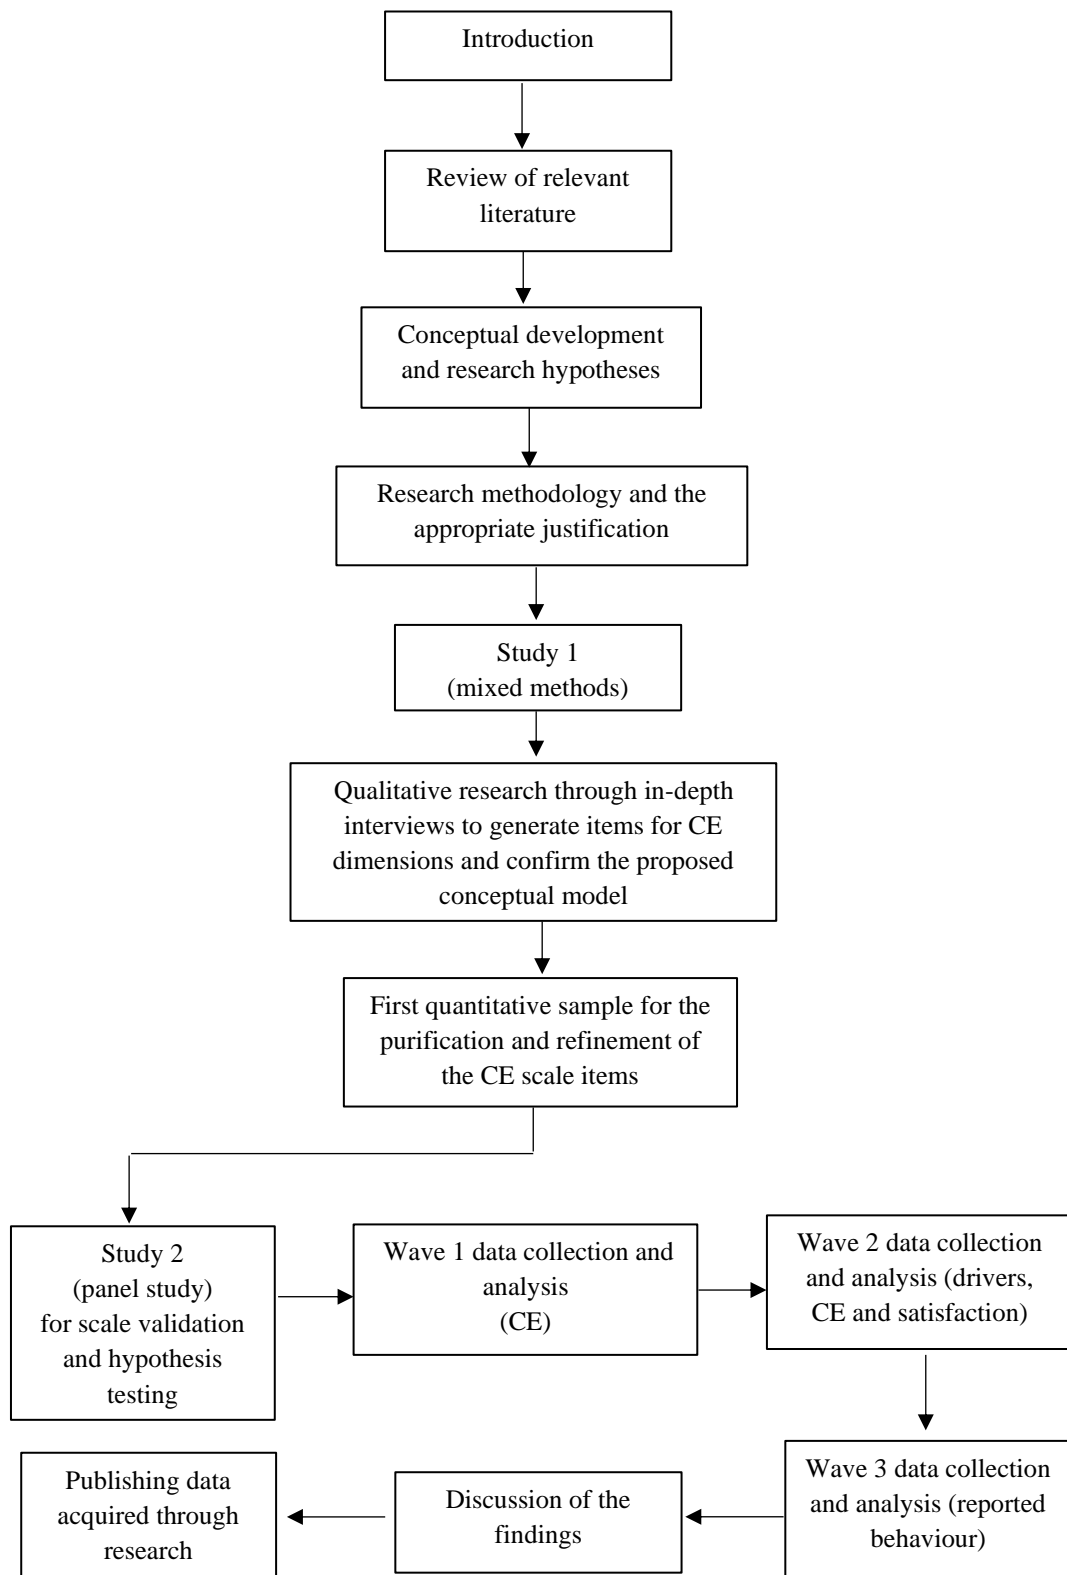 Introduction
Review of relevant
literature
Conceptual development
and research hypotheses
Research methodology and the
appropriate justification
Study 1
(mixed methods)
Qualitative research through in-depth
interviews to generate items for CE
dimensions and confirm the proposed
conceptual model
First quantitative sample for the
purification and refinement of
the CE scale items
Study 2
(panel study)
for scale validation
and hypothesis
testing
Wave 1 data collection and
analysis
(CE)
Wave 2 data collection
and analysis (drivers,
CE and satisfaction)
Wave 3 data collection
and analysis (reported
behaviour)
Discussion of the
findings
Publishing data
acquired through
research